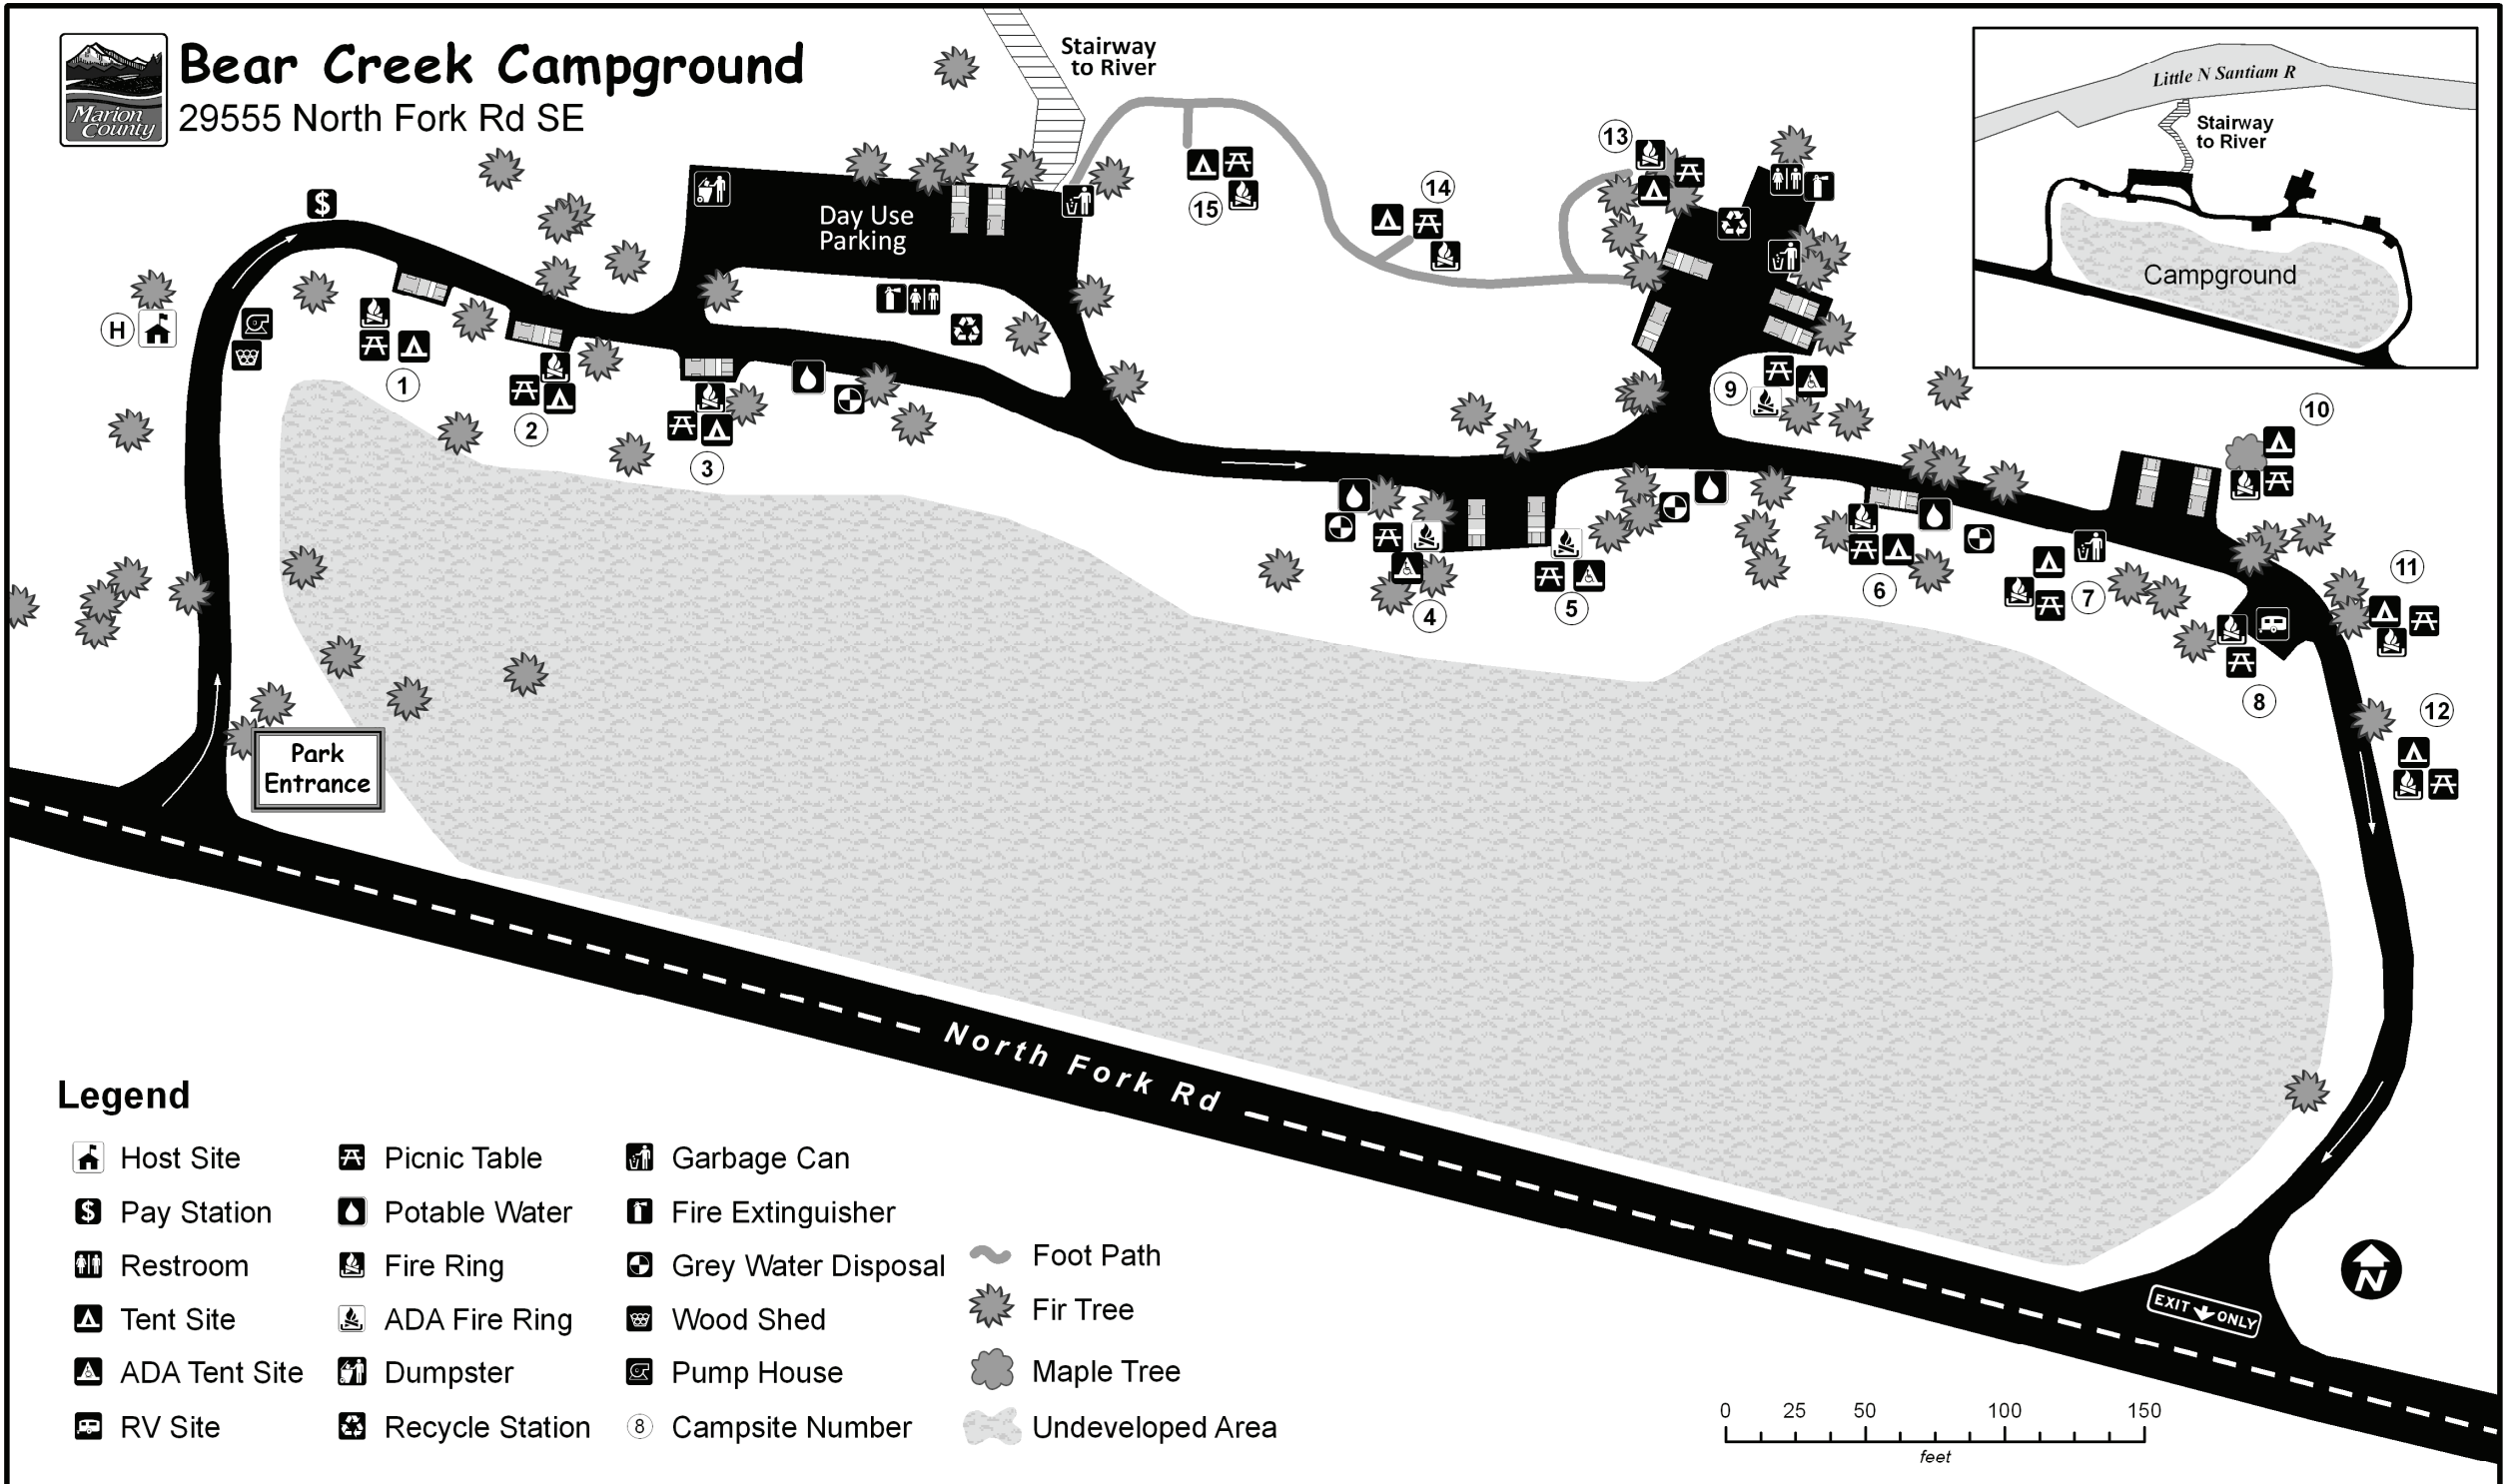 Bear Creek Campground
29555 North Fork Rd SE
Marion
County
Stairway
to River
Little N Santiam R
Stairway
to River
Campground
$
Day Use
Parking
H
1
2
3
4
5
6
7
8
9
10
11
12
13
14
15
Park
Entrance
North Fork Rd
EXIT ONLY
N
Legend
Host Site
$ Pay Station
Restroom
Tent Site
ADA Tent Site
RV Site
Picnic Table
Potable Water
Fire Ring
ADA Fire Ring
Dumpster
Recycle Station
Garbage Can
Fire Extinguisher
Grey Water Disposal
Wood Shed
Pump House
8 Campsite Number
Foot Path
Fir Tree
Maple Tree
Undeveloped Area
0 25 50 100 150
feet